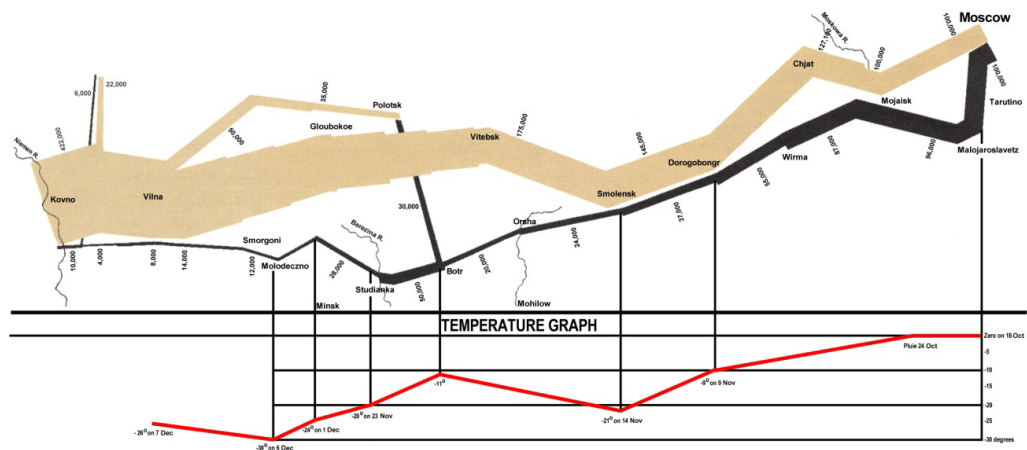 Moscow
100,000
Moskowa R.
127,100
100,000
Chjat
Mojaisk
100,000
Tarutino
Malojaroslavetz
96,000
87,000
Wirma
55,000
Dorogobongr
145,000
37,000
Smolensk
175,000
Vitebsk
24,000
Orsha
Mohilow
20,000
Botr
30,000
Polotsk
35,000
Gloubokoe
50,000
22,000
6,000
422,000
Niemen R.
Kovno
Vilna
10,000
4,000
8,000
14,000
Smorgoni
12,000
Molodeczno
Minsk
28,000
Berezina R.
Studianka
50,000
TEMPERATURE GRAPH
Zero on 18 Oct
Pluie 24 Oct
-5
-10
-15
-20
-25
-30 degrees
-9° on 9 Nov
-21° on 14 Nov
-11°
-20° on 23 Nov
-24° on 1 Dec
-30° on 6 Dec
- 26° on 7 Dec